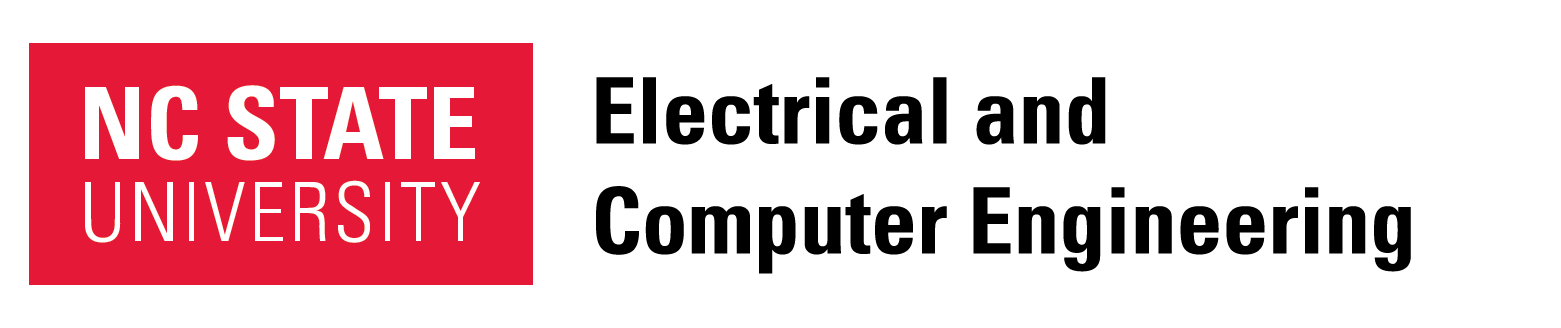 NC STATE
UNIVERSITY
Electrical and
Computer Engineering